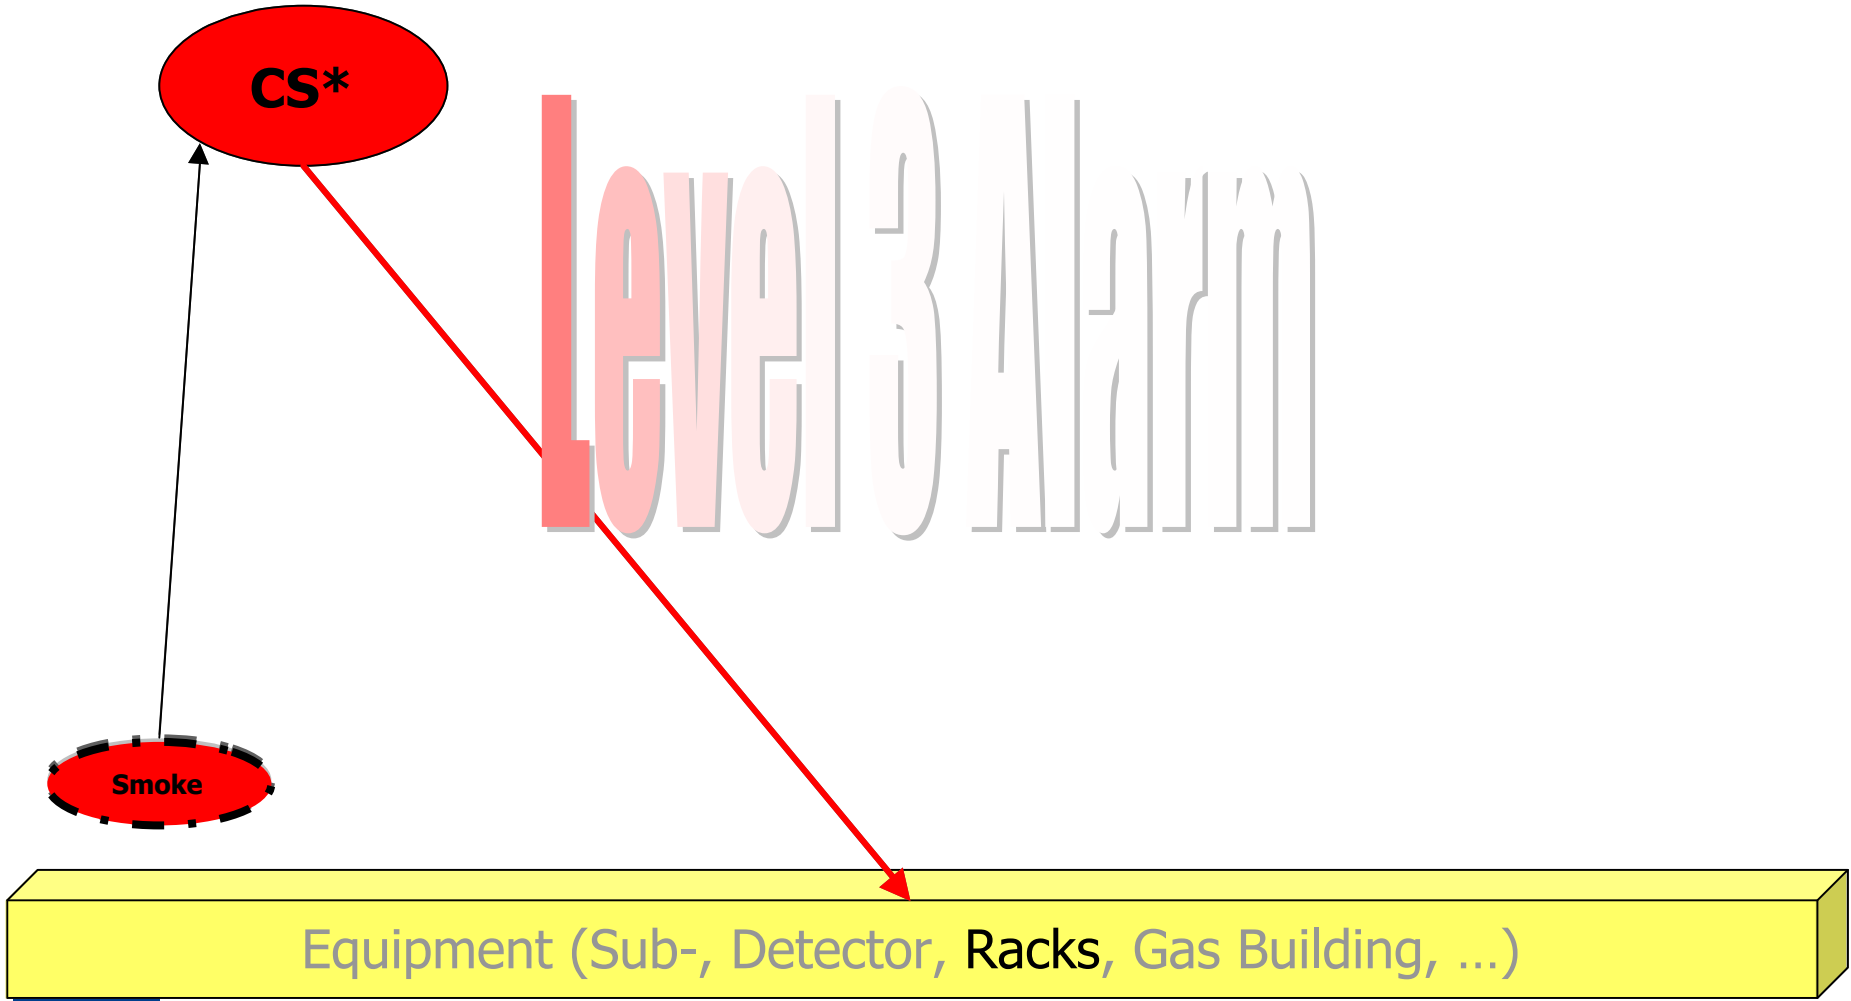 CS*
Level 3 Alarm
Smoke
Equipment (Sub-, Detector, Racks, Gas Building, …)